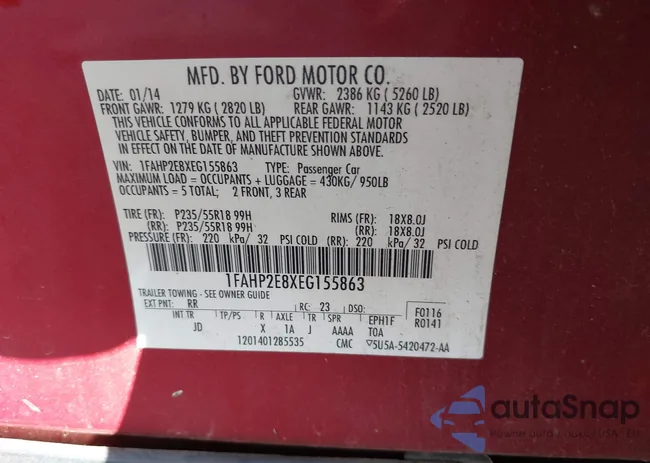 MFD. BY FORD MOTOR CO.
DATE: 01/14 GVWR: 2386 KG ( 5260 LB)
FRONT GAWR: 1279 KG ( 2820 LB) REAR GAWR: 1143 KG ( 2520 LB)
THIS VEHICLE CONFORMS TO ALL APPLICABLE FEDERAL MOTOR
VEHICLE SAFETY, BUMPER, AND THEFT PREVENTION STANDARDS
IN EFFECT ON THE DATE OF MANUFACTURE SHOWN ABOVE.
VIN: 1FAHP2E8XEG155863 TYPE: Passenger Car
MAXIMUM LOAD = OCCUPANTS + LUGGAGE = 430KG/ 950LB
OCCUPANTS = 5 TOTAL; 2 FRONT, 3 REAR
TIRE (FR): P235/55R18 99H RIMS (FR): 18X8.0J
(RR): P235/55R18 99H (RR): 18X8.0J
PRESSURE (FR): 220 kPa/ 32 PSI COLD (RR): 220 kPa/ 32 PSI COLD
1FAHP2E8XEG155863
TRAILER TOWING - SEE OWNER GUIDE
EXT PNT: RR RC: 23 DSO: F0116
INT TR TP/PS R AXLE TR SPR EPH1F R0141
JD X 1A J AAAA TOA
1201401285535 CMC 5U5A-5420472-AA
autaSnap